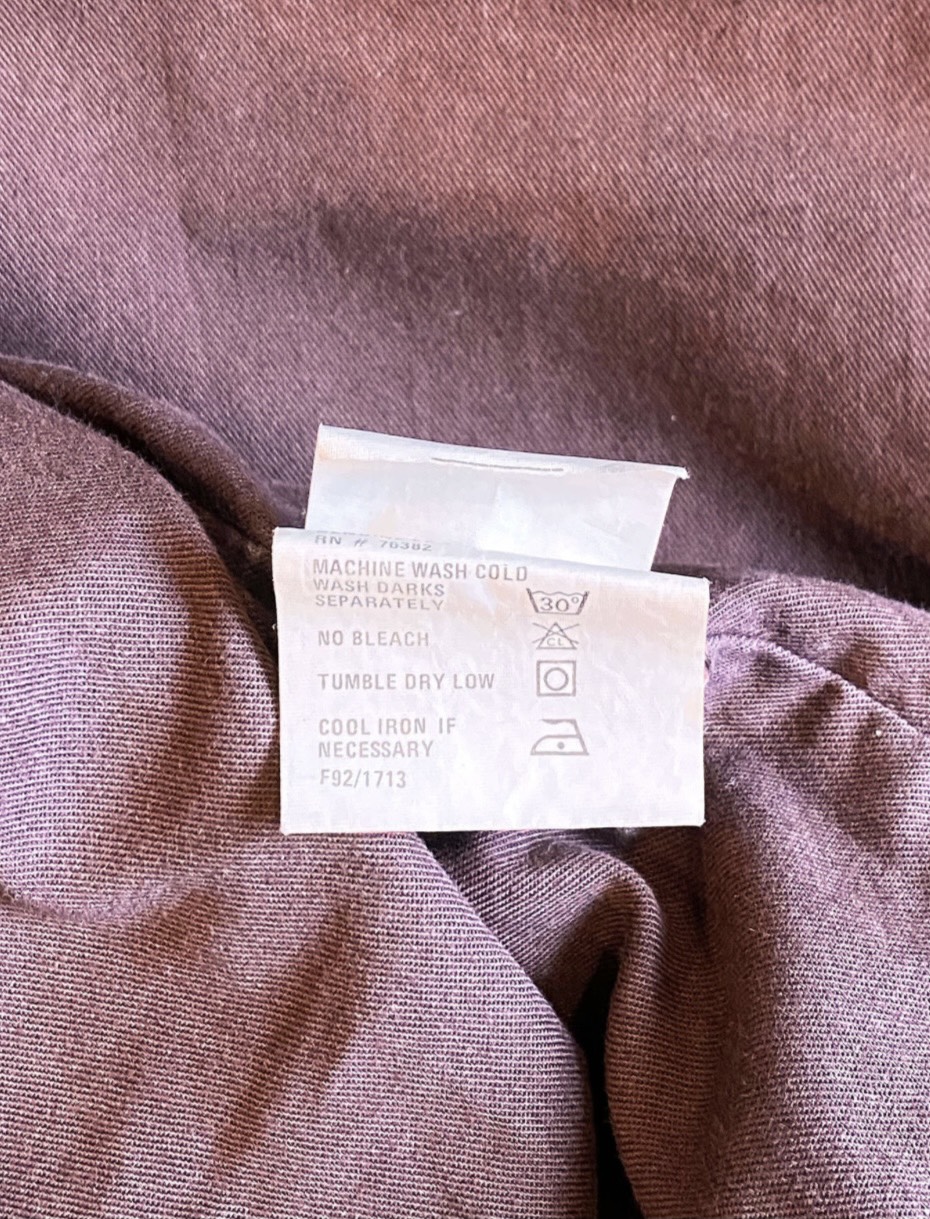 RN # 76382
MACHINE WASH COLD
WASH DARKS
SEPARATELY
30°
NO BLEACH
CL
TUMBLE DRY LOW
COOL IRON IF
NECESSARY
F92/1713